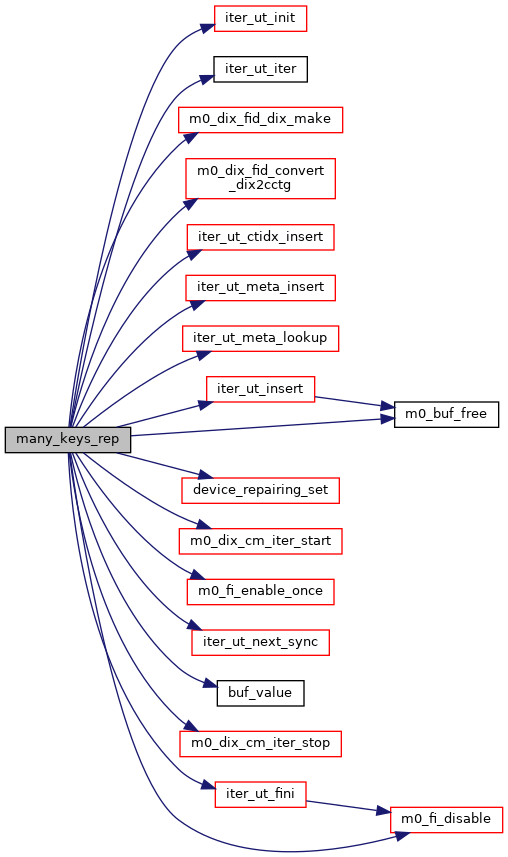 iter_ut_init
iter_ut_iter
m0_dix_fid_dix_make
m0_dix_fid_convert
_dix2cctg
iter_ut_ctidx_insert
iter_ut_meta_insert
iter_ut_meta_lookup
iter_ut_insert
m0_buf_free
many_keys_rep
device_repairing_set
m0_dix_cm_iter_start
m0_fi_enable_once
iter_ut_next_sync
buf_value
m0_dix_cm_iter_stop
iter_ut_fini
m0_fi_disable